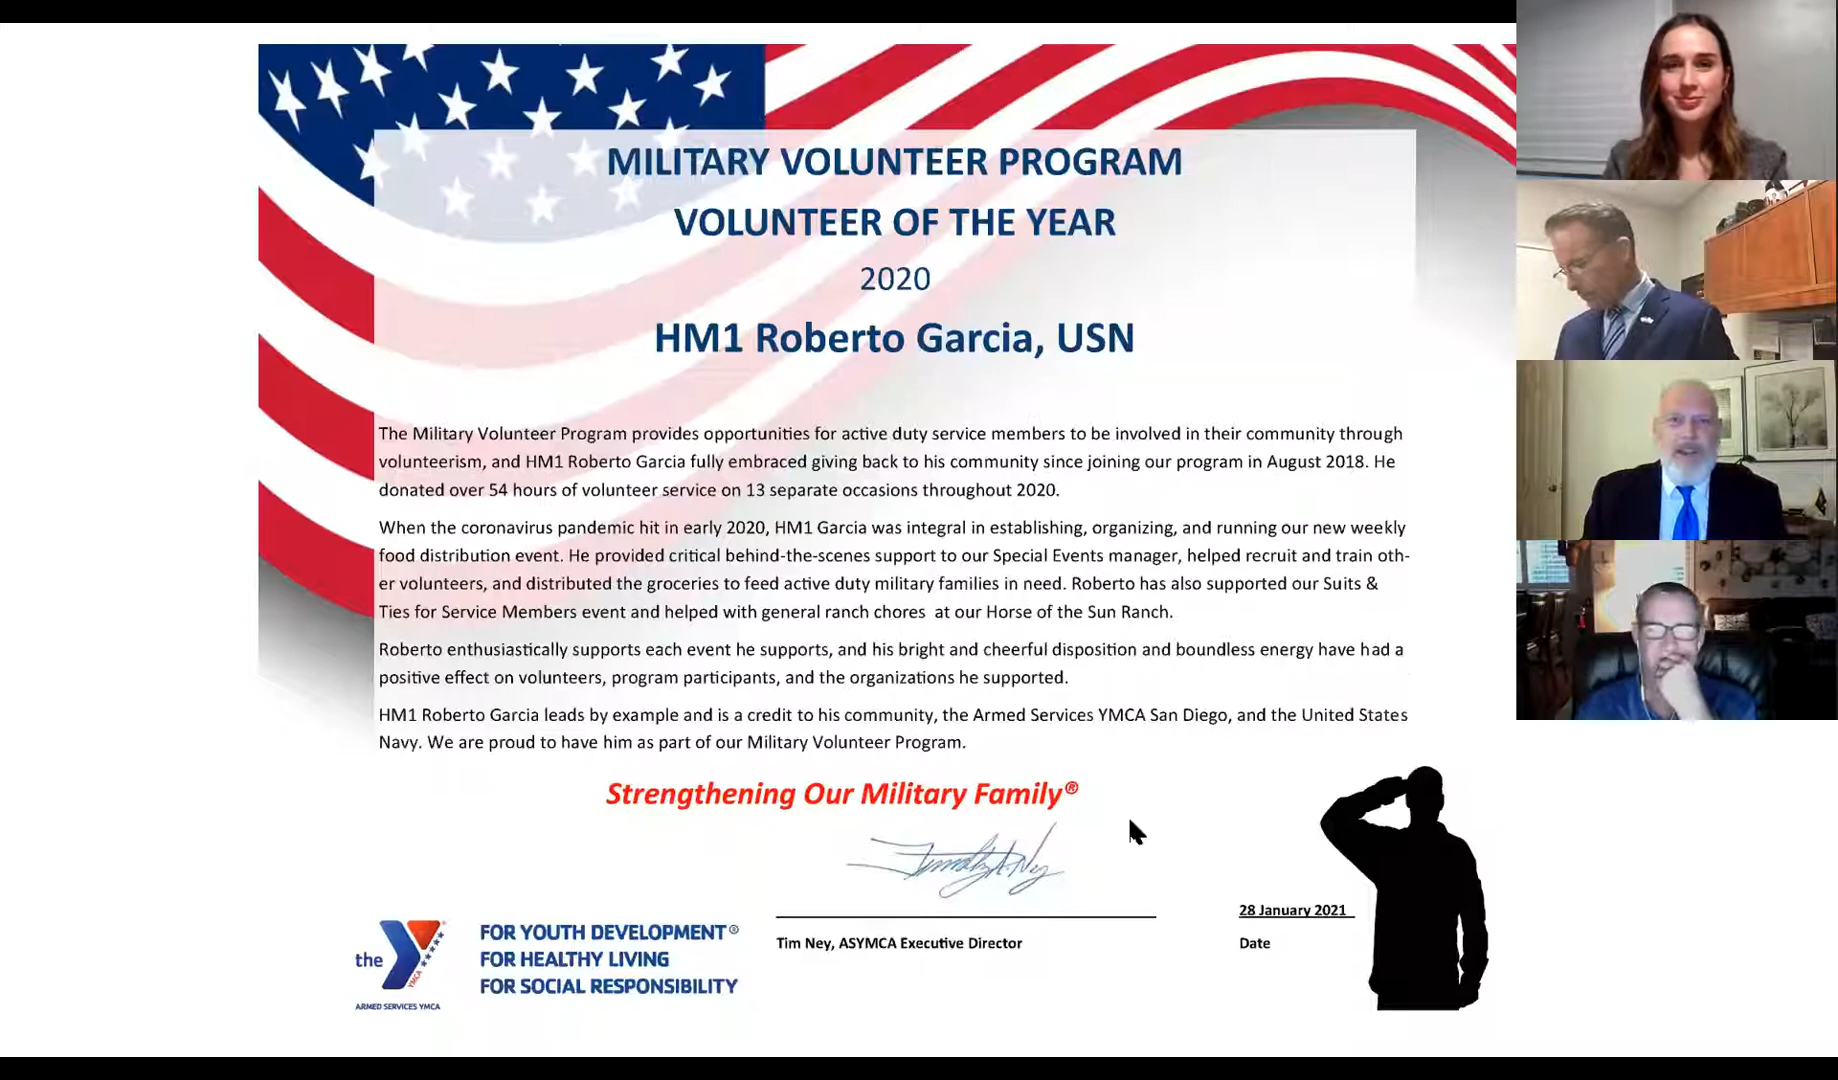 MILITARY VOLUNTEER PROGRAM
VOLUNTEER OF THE YEAR
2020
HM1 Roberto Garcia, USN
The Military Volunteer Program provides opportunities for active duty service members to be involved in their community through
volunteerism, and HM1 Roberto Garcia fully embraced giving back to his community since joining our program in August 2018. He
donated over 54 hours of volunteer service on 13 separate occasions throughout 2020.
When the coronavirus pandemic hit in early 2020, HM1 Garcia was integral in establishing, organizing, and running our new weekly
food distribution event. He provided critical behind-the-scenes support to our Special Events manager, helped recruit and train oth-
er volunteers, and distributed the groceries to feed active duty military families in need. Roberto has also supported our Suits &
Ties for Service Members event and helped with general ranch chores at our Horse of the Sun Ranch.
Roberto enthusiastically supports each event he supports, and his bright and cheerful disposition and boundless energy have had a
positive effect on volunteers, program participants, and the organizations he supported.
HM1 Roberto Garcia leads by example and is a credit to his community, the Armed Services YMCA San Diego, and the United States
Navy. We are proud to have him as part of our Military Volunteer Program.
Strengthening Our Military Family®
Timothy A. Ney
28 January 2021
Tim Ney, ASYMCA Executive Director
Date
the
YMCA
ARMED SERVICES YMCA
FOR YOUTH DEVELOPMENT®
FOR HEALTHY LIVING
FOR SOCIAL RESPONSIBILITY